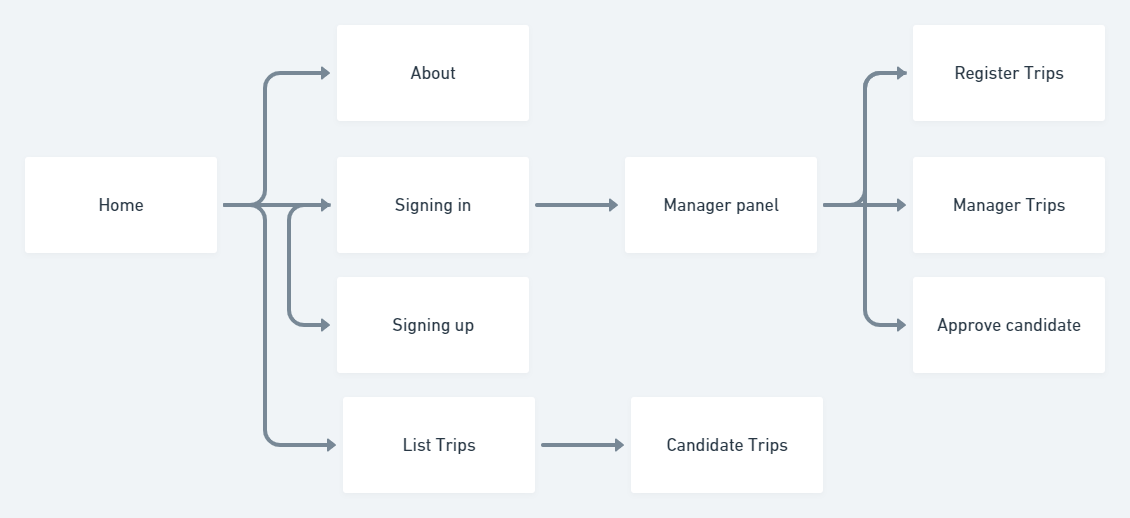 About
Register Trips
Home
Signing in
Manager panel
Manager Trips
Signing up
Approve candidate
List Trips
Candidate Trips